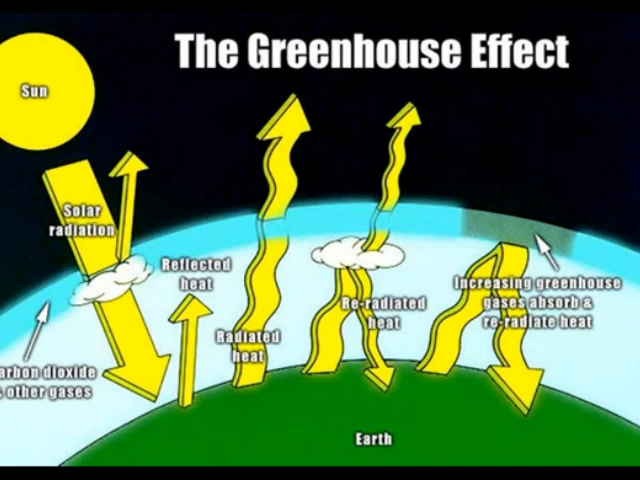 The Greenhouse Effect
Sun
Solar
radiation
Reflected
heat
Re-radiated
heat
Increasing greenhouse
gases absorb &
re-radiate heat
Radiated
heat
arbon dioxide
& other gases
Earth